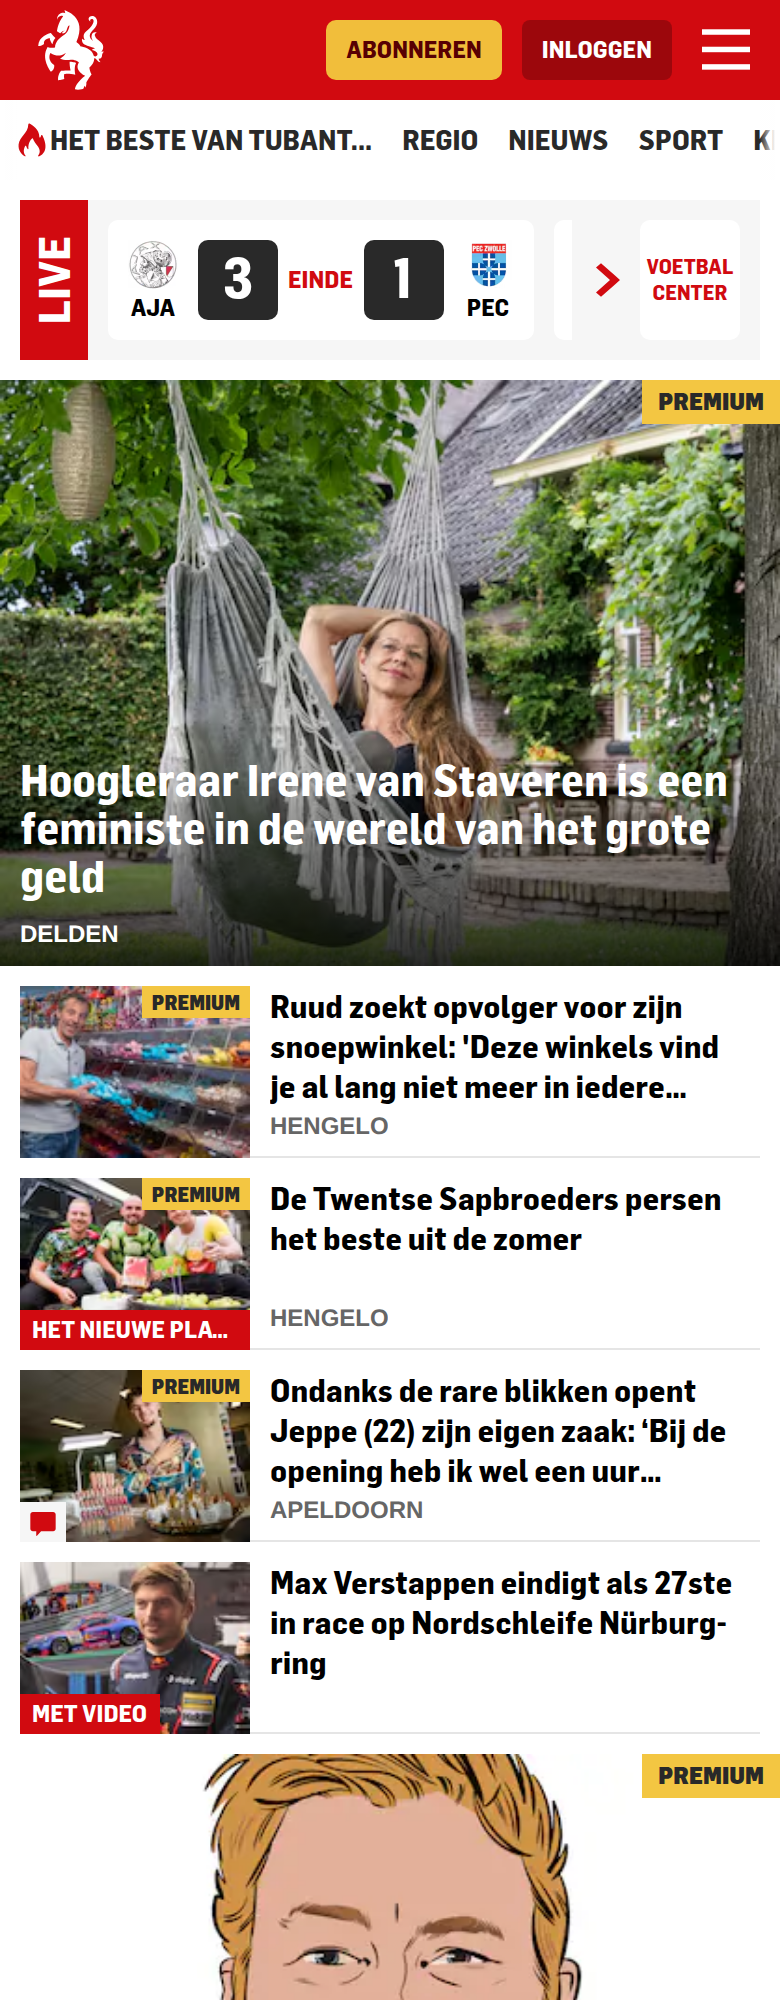 ABONNEREN
INLOGGEN
HET BESTE VAN TUBANT... REGIO NIEUWS SPORT
LIVE
3 EINDE 1
AJA PEC
PEC ZWOLLE
VOETBAL
CENTER
PREMIUM
Hoogleraar Irene van Staveren is een
feministe in de wereld van het grote
geld
DELDEN
PREMIUM
Ruud zoekt opvolger voor zijn
snoepwinkel: 'Deze winkels vind
je al lang niet meer in iedere...
HENGELO
PREMIUM
HET NIEUWE PLA...
De Twentse Sapbroeders persen
het beste uit de zomer
HENGELO
PREMIUM
Ondanks de rare blikken opent
Jeppe (22) zijn eigen zaak: ‘Bij de
opening heb ik wel een uur...
APELDOORN
MET VIDEO
Max Verstappen eindigt als 27ste
in race op Nordschleife Nürburg-
ring
PREMIUM